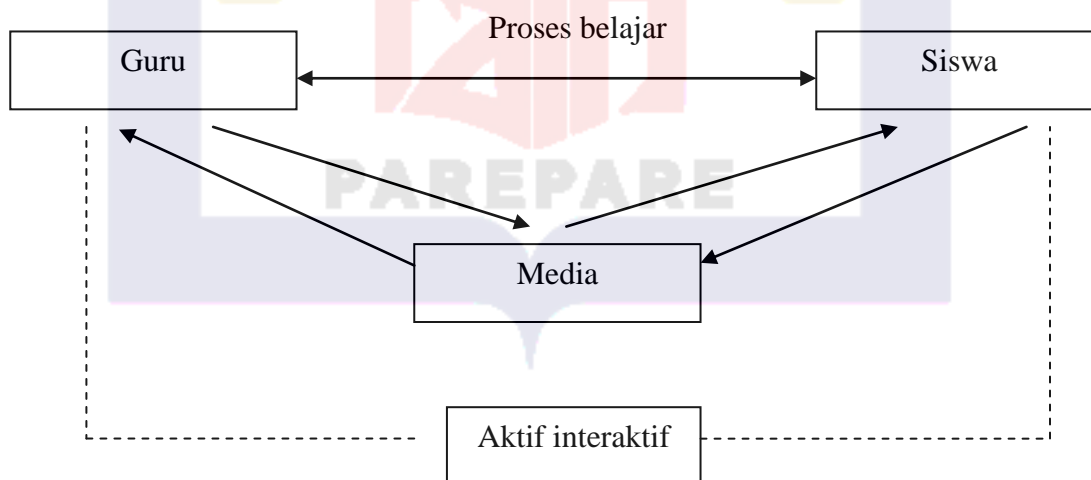 Proses belajar
Guru
Siswa
PAREPARE
Media
Aktif interaktif